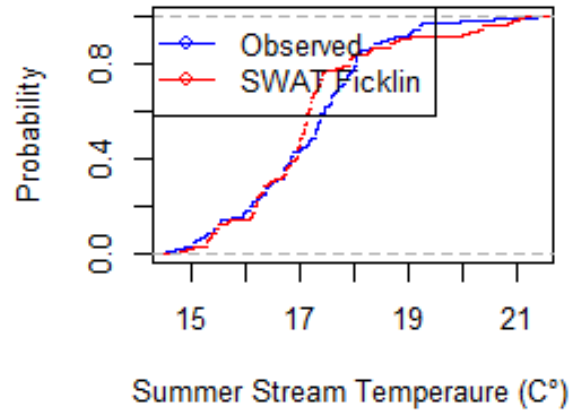 Observed
SWAT Ficklin
Probability
0.0
0.4
0.8
15
17
19
21
Summer Stream Temperaure (C°)